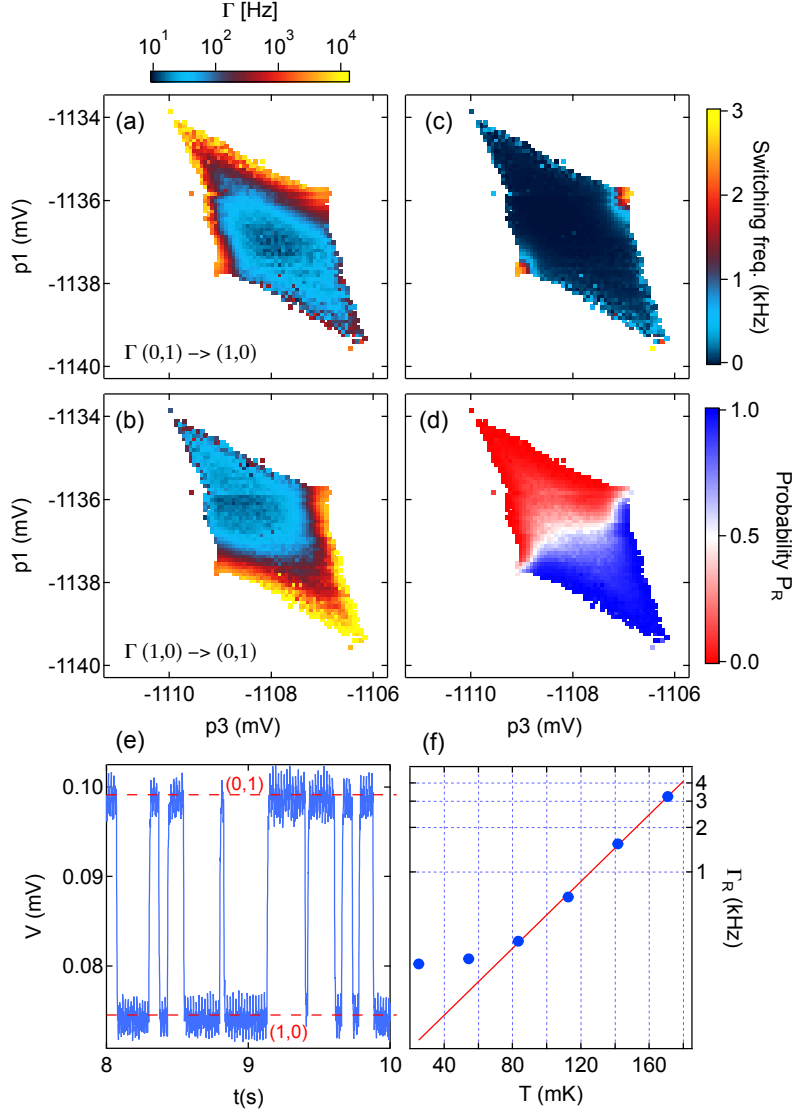 Γ [Hz]
10¹ 10² 10³ 10⁴
(a)
-1134
-1136
-1138
-1140
p1 (mV)
Γ (0,1) –> (1,0)
(c)
3
2
1
0
Switching freq. (kHz)
(b)
-1134
-1136
-1138
-1140
p1 (mV)
Γ (1,0) –> (0,1)
-1110 -1108 -1106
p3 (mV)
(d)
-1110 -1108 -1106
p3 (mV)
1.0
0.5
0.0
Probability P_R
(e)
0.10
0.09
0.08
V (mV)
(0,1)
(1,0)
8 9 10
t(s)
(f)
4
3
2
1
Γ_R (kHz)
40 80 120 160
T (mK)